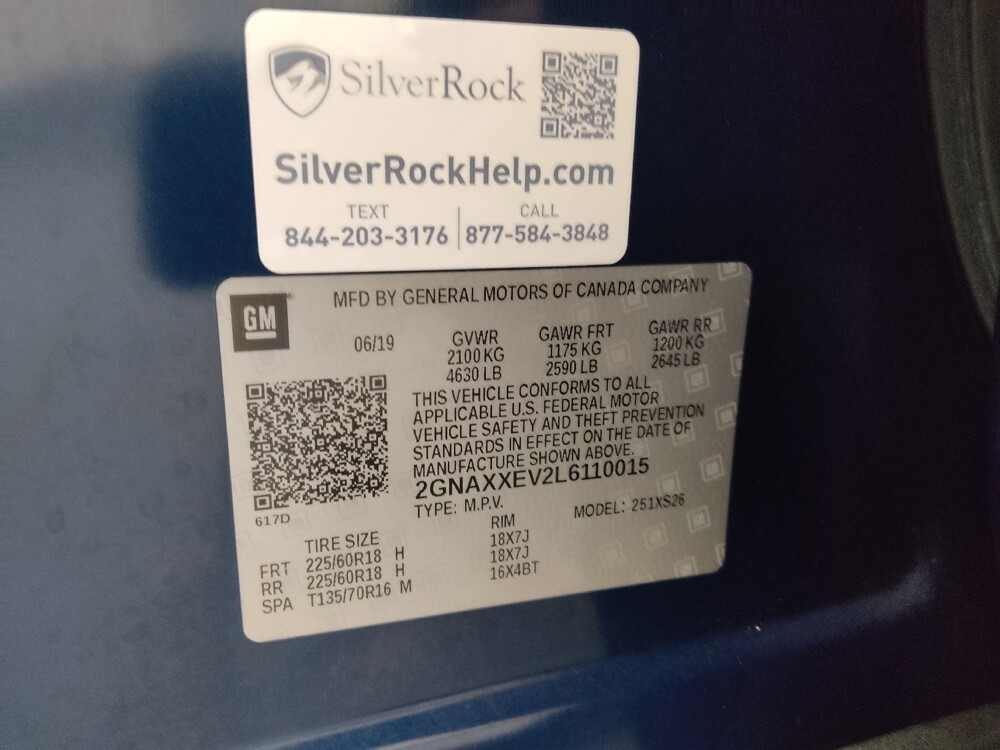 SilverRock
SilverRockHelp.com
TEXT CALL
844-203-3176 877-584-3848
GM
MFD BY GENERAL MOTORS OF CANADA COMPANY
06/19 GVWR GAWR FRT GAWR RR
2100 KG 1175 KG 1200 KG
4630 LB 2590 LB 2645 LB
THIS VEHICLE CONFORMS TO ALL
APPLICABLE U.S. FEDERAL MOTOR
VEHICLE SAFETY AND THEFT PREVENTION
STANDARDS IN EFFECT ON THE DATE OF
MANUFACTURE SHOWN ABOVE.
2GNAXXEV2L6110015
617D TYPE: M.P.V. MODEL: 251XS26
TIRE SIZE RIM
FRT 225/60R18 H 18X7J
RR 225/60R18 H 18X7J
SPA T135/70R16 M 16X4BT